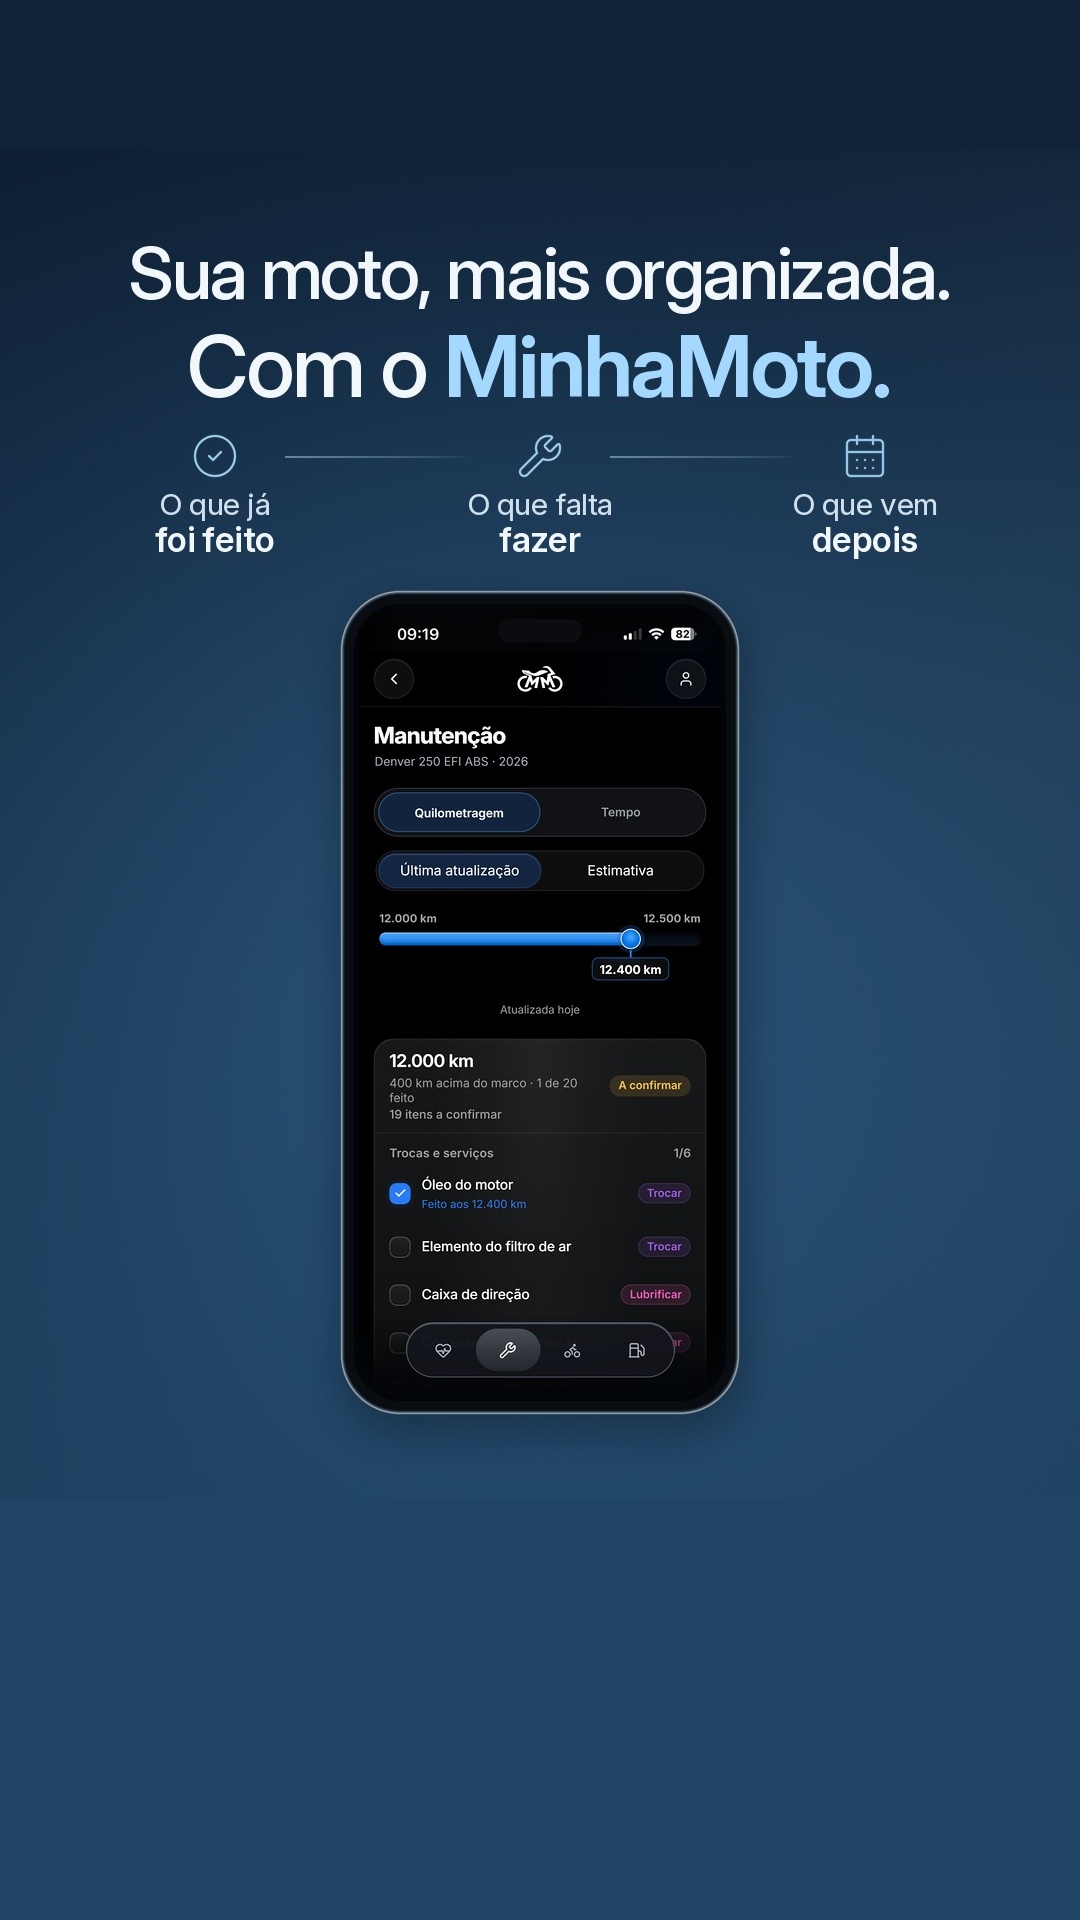 Sua moto, mais organizada.
Com o MinhaMoto.
O que já
foi feito
O que falta
fazer
O que vem
depois
09:19
82
MM
Manutenção
Denver 250 EFI ABS · 2026
Quilometragem
Tempo
Última atualização
Estimativa
12.000 km
12.500 km
12.400 km
Atualizada hoje
12.000 km
400 km acima do marco · 1 de 20
feito
19 itens a confirmar
A confirmar
Trocas e serviços
1/6
Óleo do motor
Feito aos 12.400 km
Trocar
Elemento do filtro de ar
Trocar
Caixa de direção
Lubrificar